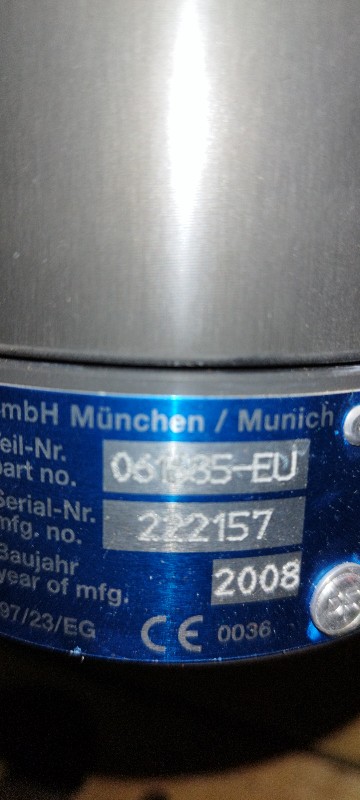 mbH München / Munich
eil-Nr.
part no.
Serial-Nr.
mfg. no. 222157
Baujahr
year of mfg. 2008
97/23/EG CE 0036